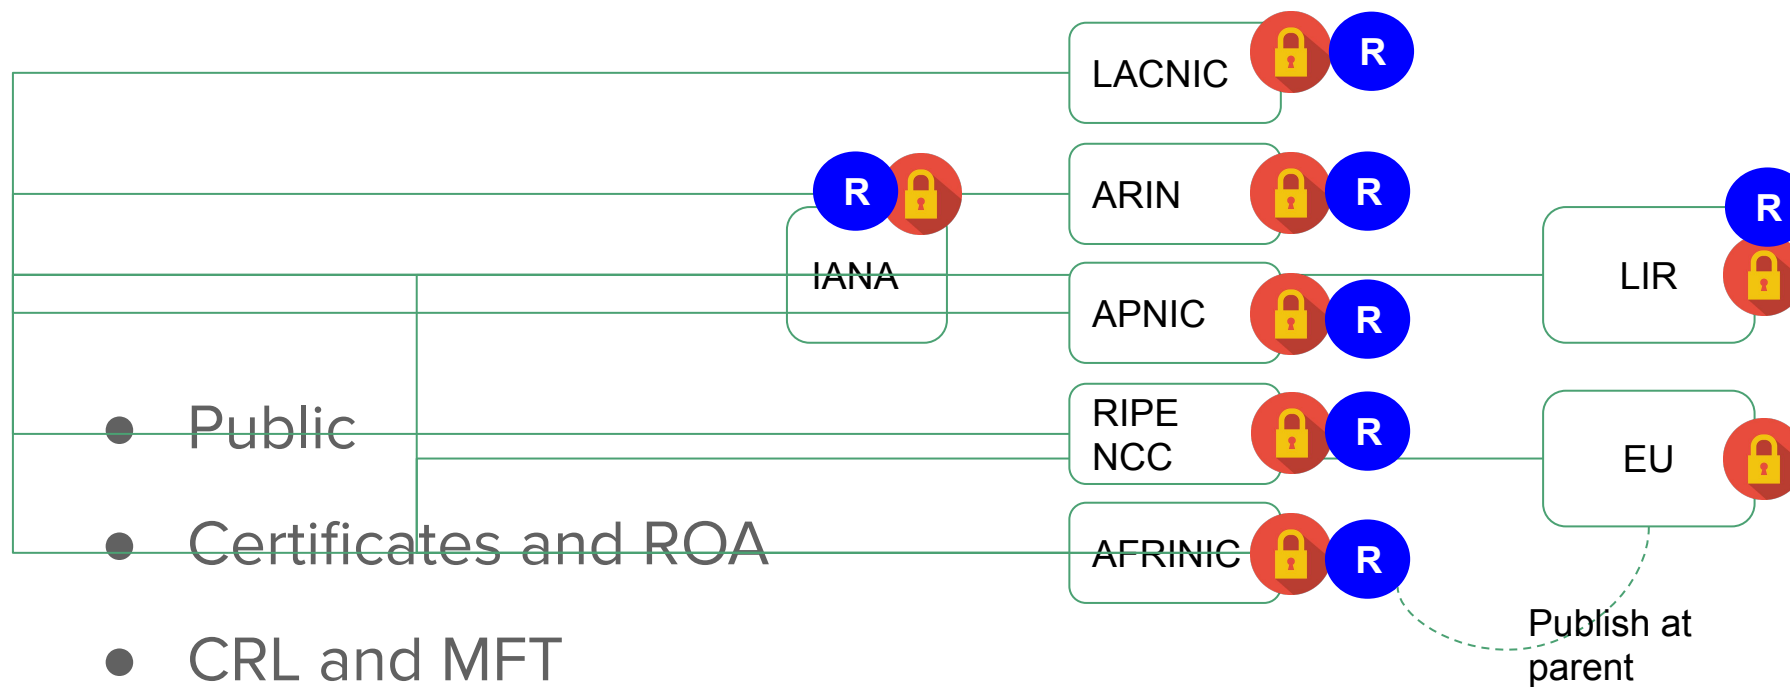 LACNIC
R
R
ARIN
R
R
IANA
LIR
APNIC
R
RIPE
NCC
R
Public
EU
Certificates and ROA
AFRINIC
R
Publish at
parent
CRL and MFT